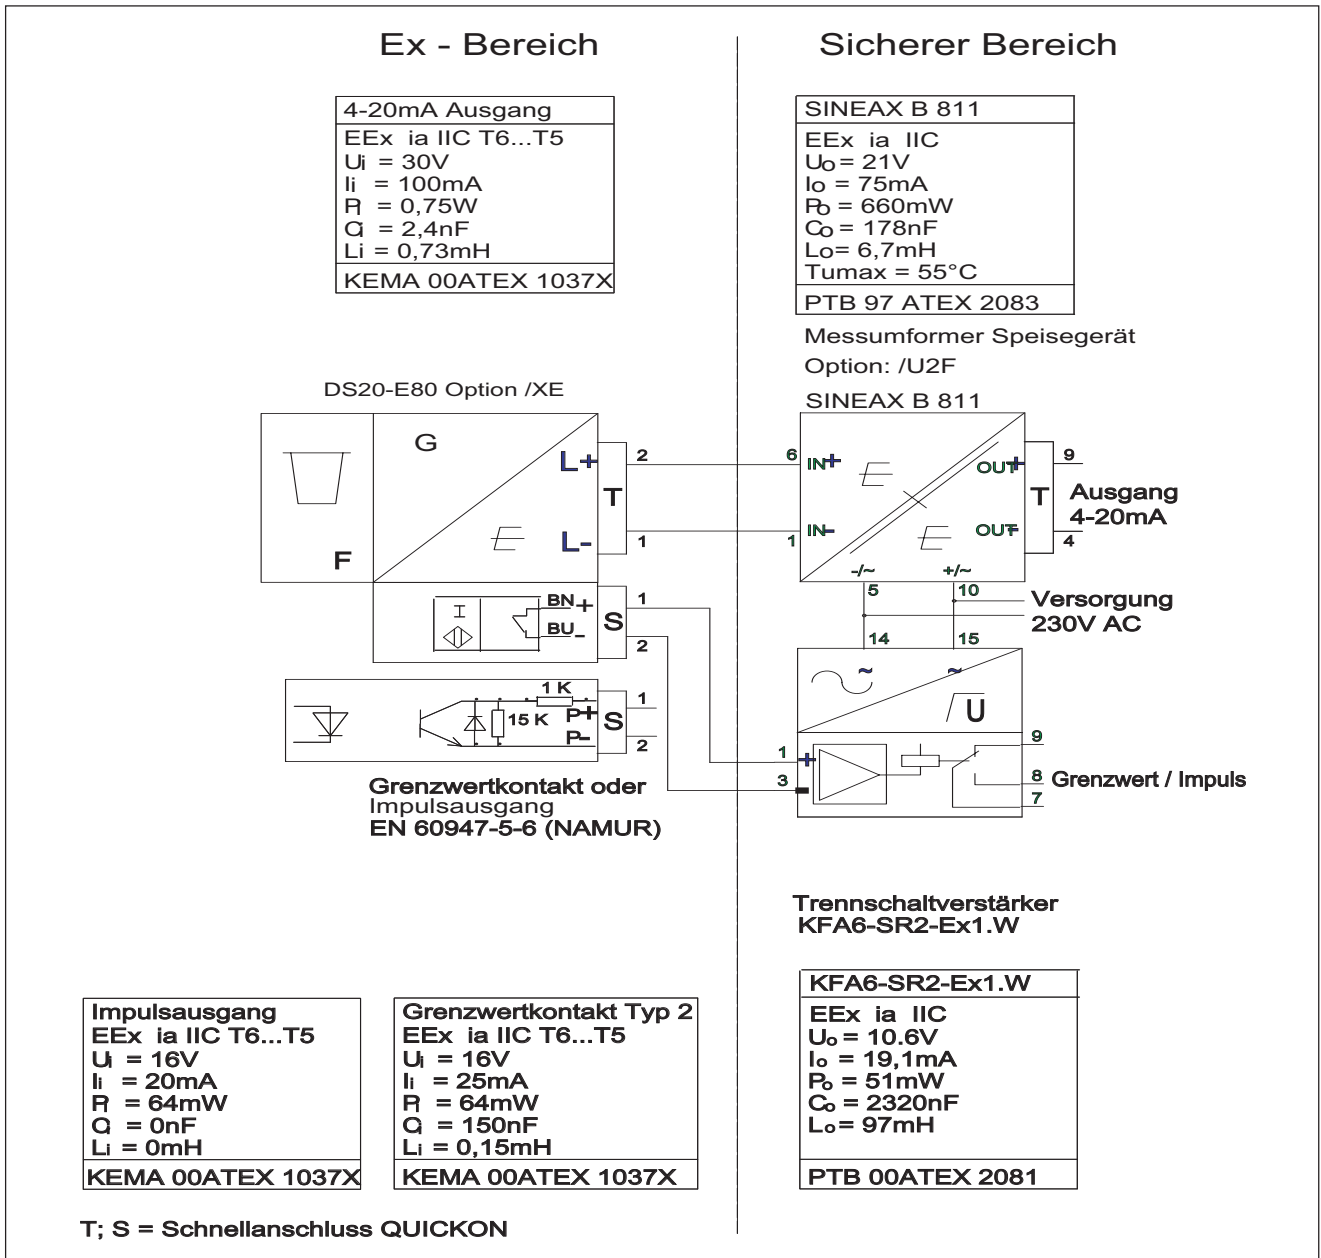 Ex - Bereich
Sicherer Bereich
4-20mA Ausgang
EEx ia IIC T6...T5
Ui = 30V
Ii = 100mA
Pi = 0,75W
Ci = 2,4nF
Li = 0,73mH
KEMA 00ATEX 1037X
SINEAX B 811
EEx ia IIC
Uo = 21V
Io = 75mA
Po = 660mW
Co = 178nF
Lo = 6,7mH
Tumax = 55°C
PTB 97 ATEX 2083
Messumformer Speisegerät
Option: /U2F
SINEAX B 811
DS20-E80 Option /XE
G
F
E
L+
L-
T
2
1
6
1
IN+
IN-
E
E
OUT+
OUT-
T
9
4
Ausgang
4-20mA
-/~
+/~
5
10
Versorgung
230V AC
14
15
I
BN +
BU -
S
1
2
1 K
15 K
P+
P-
S
1
2
Grenzwertkontakt oder
Impulsausgang
EN 60947-5-6 (NAMUR)
~
~
U
1 +
3 -
9
8
7
Grenzwert / Impuls
Trennschaltverstärker
KFA6-SR2-Ex1.W
Impulsausgang
EEx ia IIC T6...T5
Ui = 16V
Ii = 20mA
Pi = 64mW
Ci = 0nF
Li = 0mH
KEMA 00ATEX 1037X
Grenzwertkontakt Typ 2
EEx ia IIC T6...T5
Ui = 16V
Ii = 25mA
Pi = 64mW
Ci = 150nF
Li = 0,15mH
KEMA 00ATEX 1037X
KFA6-SR2-Ex1.W
EEx ia IIC
Uo = 10.6V
Io = 19,1mA
Po = 51mW
Co = 2320nF
Lo = 97mH
PTB 00ATEX 2081
T; S = Schnellanschluss QUICKON